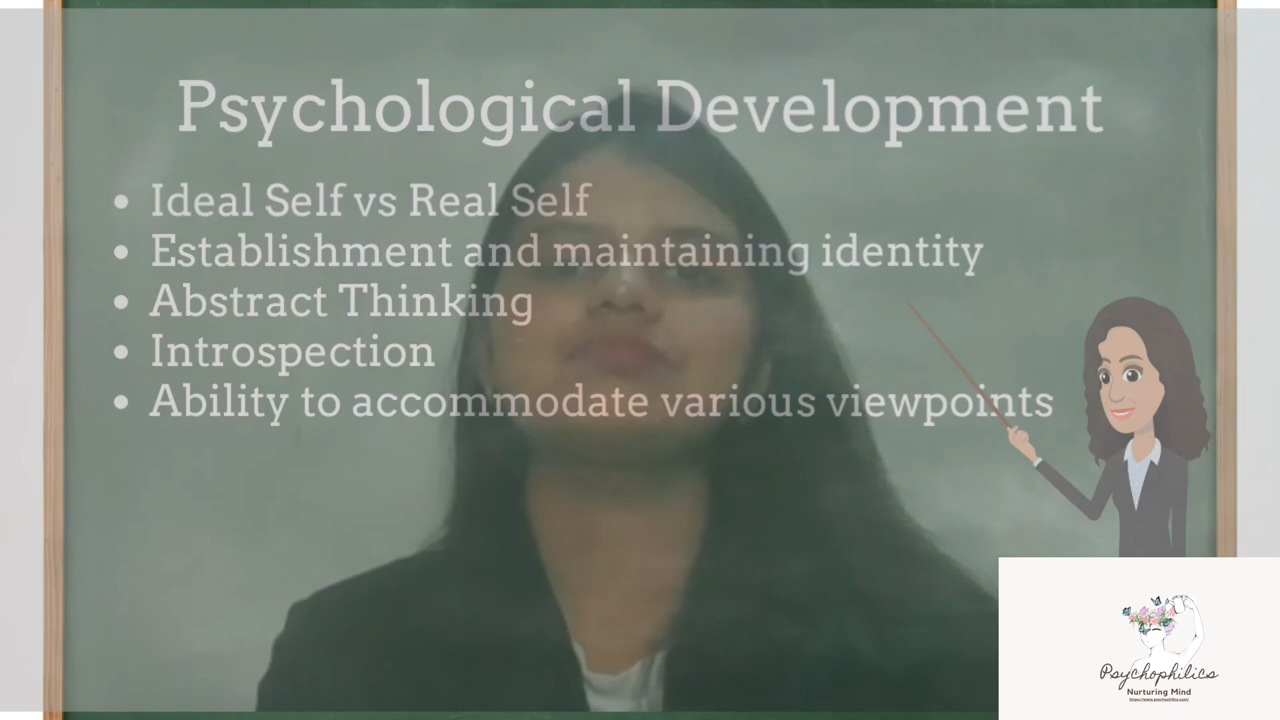 Psychological Development
• Ideal Self vs Real Self
• Establishment and maintaining identity
• Abstract Thinking
• Introspection
• Ability to accommodate various viewpoints
Psychophilics
Nurturing Mind